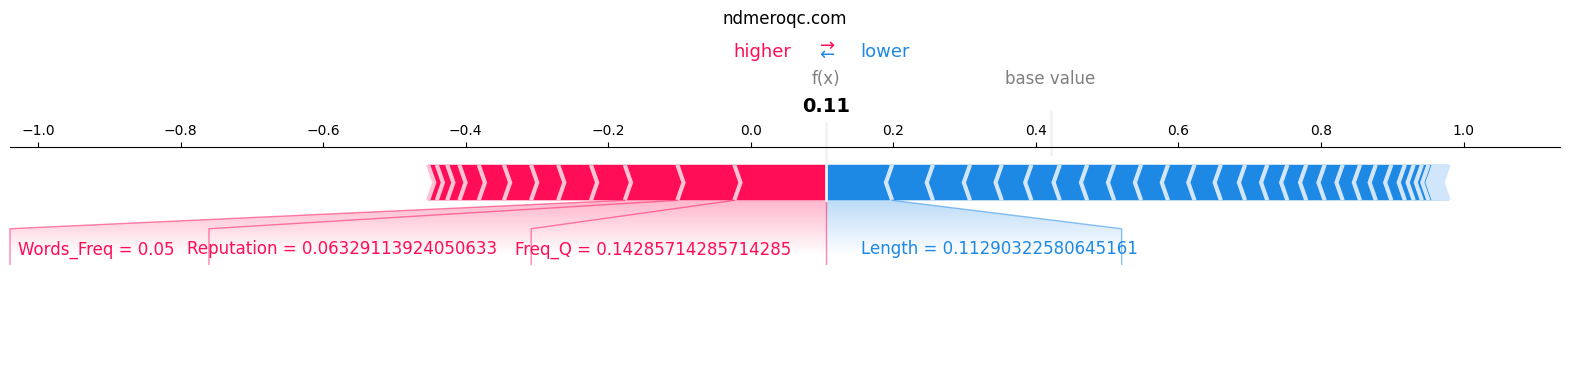 ndmeroqc.com
higher ⇄ lower
f(x) base value
0.11
−1.0 −0.8 −0.6 −0.4 −0.2 0.0 0.2 0.4 0.6 0.8 1.0
Words_Freq = 0.05 Reputation = 0.06329113924050633 Freq_Q = 0.14285714285714285 Length = 0.11290322580645161